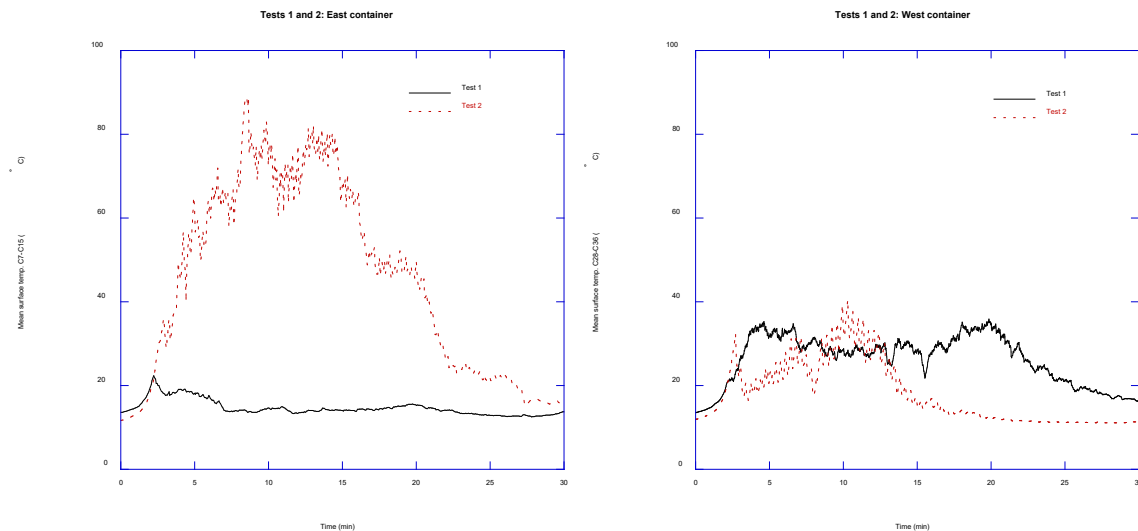 Tests 1 and 2: East container
100
80
60
40
20
0
0 5 10 15 20 25 30
Mean surface temp. C7-C15 (°C)
Time (min)
Test 1
Test 2
Tests 1 and 2: West container
100
80
60
40
20
0
0 5 10 15 20 25 30
Mean surface temp. C28-C36 (°C)
Time (min)
Test 1
Test 2